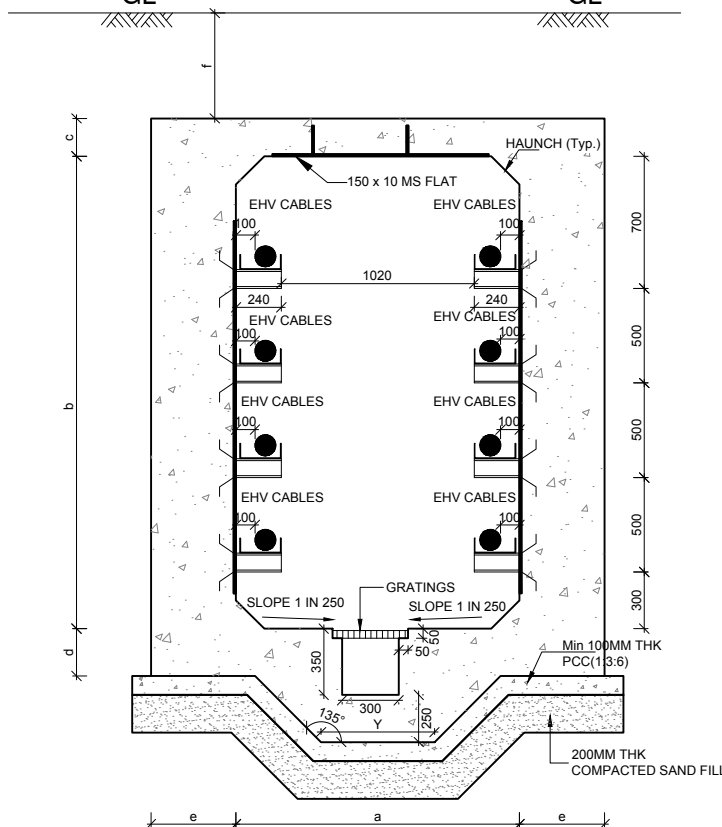 GL GL
f
c
HAUNCH (Typ.)
150 x 10 MS FLAT
EHV CABLES EHV CABLES
100 100
700
1020
240 240
EHV CABLES EHV CABLES
100 100
500
b
EHV CABLES EHV CABLES
100 100
500
EHV CABLES EHV CABLES
100 100
500
GRATINGS
SLOPE 1 IN 250 SLOPE 1 IN 250
300
50
50
d
350
Min 100MM THK
PCC(1:3:6)
300
135°
Y
250
200MM THK
COMPACTED SAND FILL
e a e